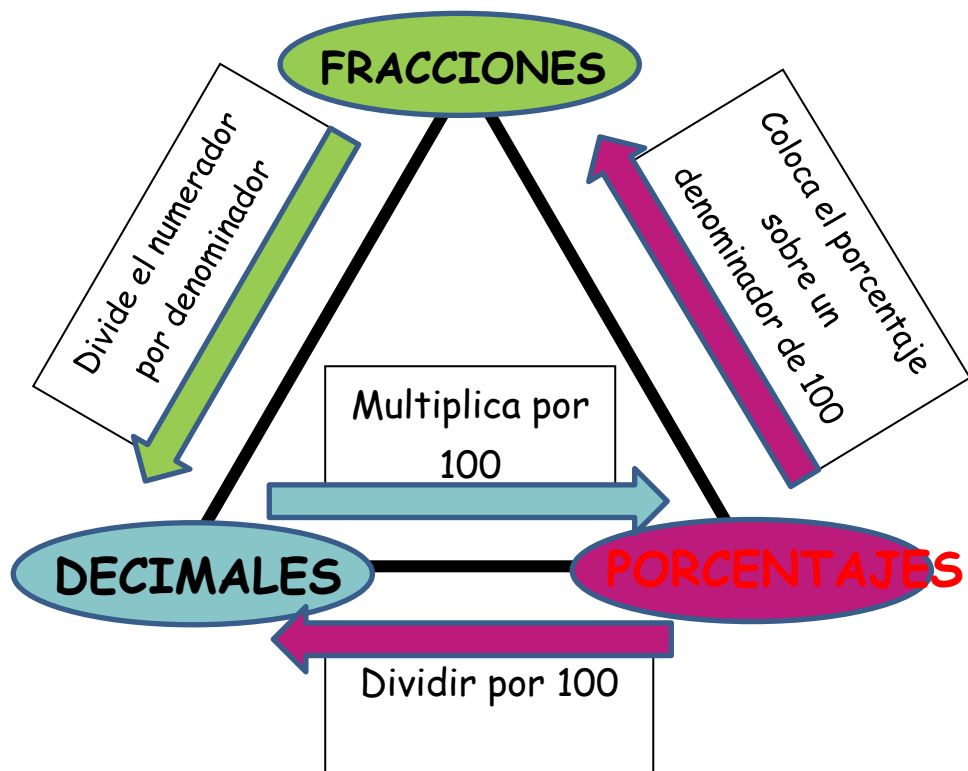 FRACCIONES
Divide el numerador
por denominador
Coloca el porcentaje
sobre un
denominador de 100
Multiplica por
100
DECIMALES
PORCENTAJES
Dividir por 100